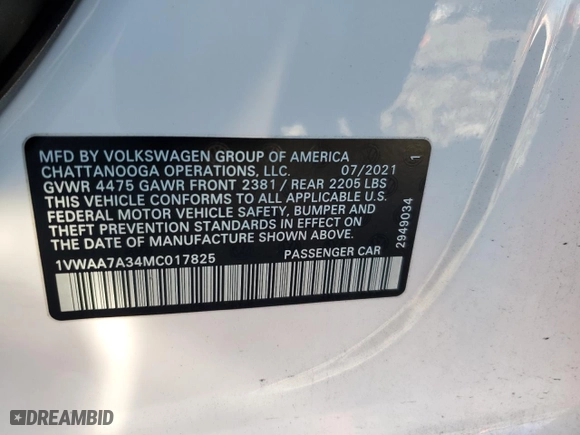 MFD BY VOLKSWAGEN GROUP OF AMERICA
CHATTANOOGA OPERATIONS, LLC. 07/2021
GVWR 4475 GAWR FRONT 2381 / REAR 2205 LBS
THIS VEHICLE CONFORMS TO ALL APPLICABLE U.S.
FEDERAL MOTOR VEHICLE SAFETY, BUMPER AND
THEFT PREVENTION STANDARDS IN EFFECT ON
THE DATE OF MANUFACTURE SHOWN ABOVE.
1VWAA7A34MC017825 PASSENGER CAR
2949034 1
DREAMBID